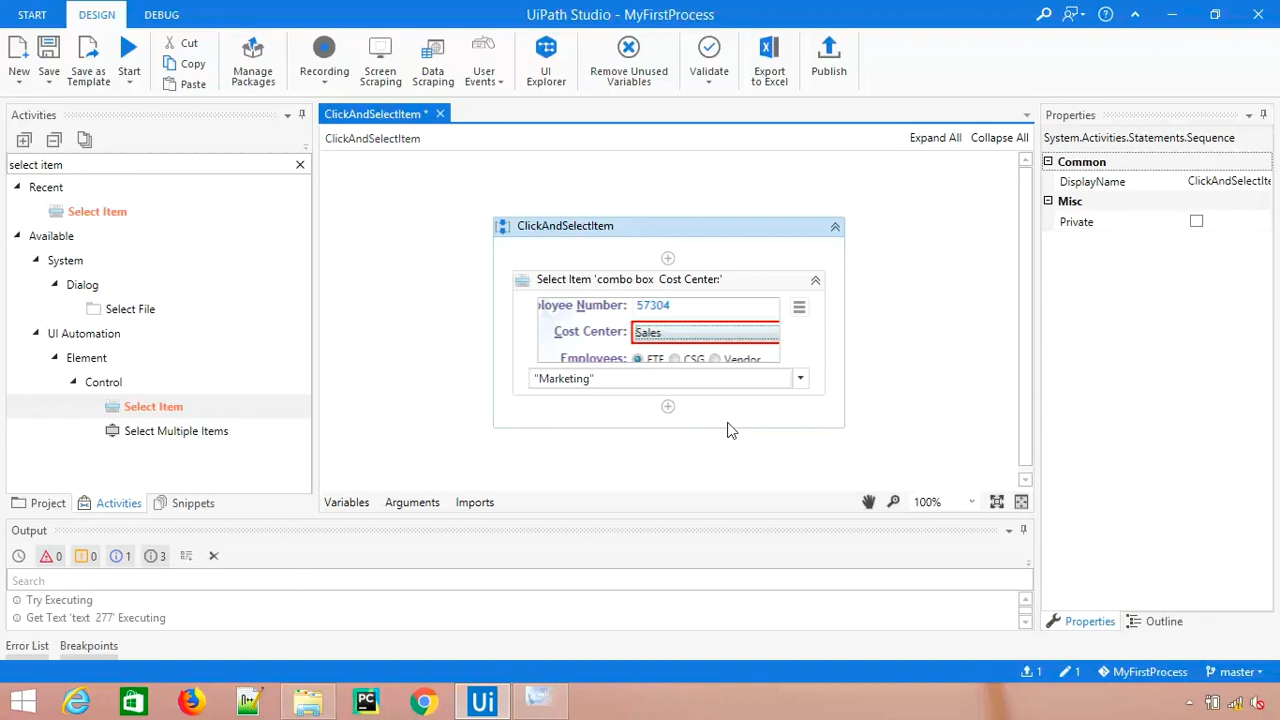 START DESIGN DEBUG UiPath Studio - MyFirstProcess
New Save Save as Template Start Cut Copy Paste Manage Packages Recording Screen Scraping Data Scraping User Events UI Explorer Remove Unused Variables Validate Export to Excel Publish
Activities
select item
Recent
Select Item
Available
System
Dialog
Select File
UI Automation
Element
Control
Select Item
Select Multiple Items
Project Activities Snippets
ClickAndSelectItem *
ClickAndSelectItem Expand All Collapse All
ClickAndSelectItem
Select Item 'combo box Cost Center:'
ployee Number: 57304
Cost Center: Sales
Employees: FTE CSG Vendor
"Marketing"
Variables Arguments Imports 100%
Properties
System.Activities.Statements.Sequence
Common
DisplayName ClickAndSelectIte
Misc
Private
Properties Outline
Output
0 0 1 3
Search
Try Executing
Get Text 'text 277' Executing
Error List Breakpoints
1 1 MyFirstProcess master
N++ PC Ui